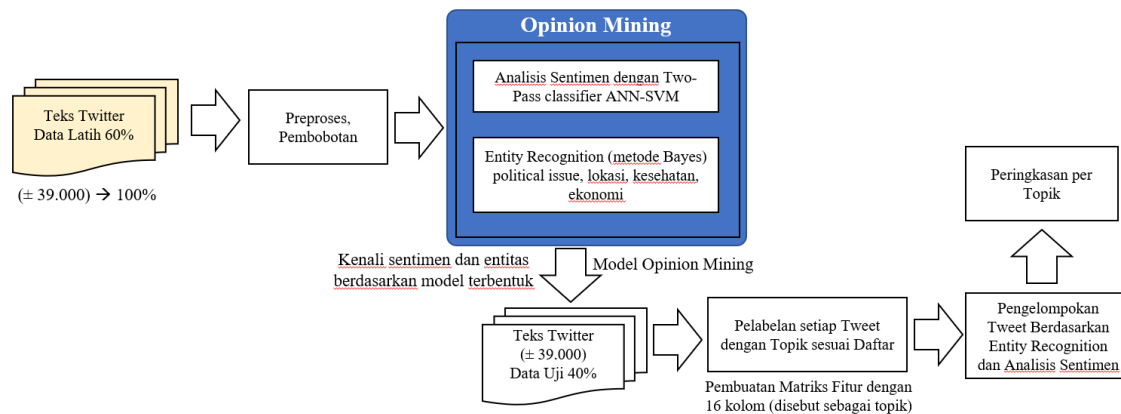 Opinion Mining
Teks Twitter
Data Latih 60%
(± 39.000) → 100%
Preproses,
Pembobotan
Analisis Sentimen dengan Two-
Pass classifier ANN-SVM
Entity Recognition (metode Bayes)
political issue, lokasi, kesehatan,
ekonomi
Kenali sentimen dan entitas
berdasarkan model terbentuk
Model Opinion Mining
Teks Twitter
(± 39.000)
Data Uji 40%
Pelabelan setiap Tweet
dengan Topik sesuai Daftar
Pembuatan Matriks Fitur dengan
16 kolom (disebut sebagai topik)
Pengelompokan
Tweet Berdasarkan
Entity Recognition
dan Analisis Sentimen
Peringkasan per
Topik